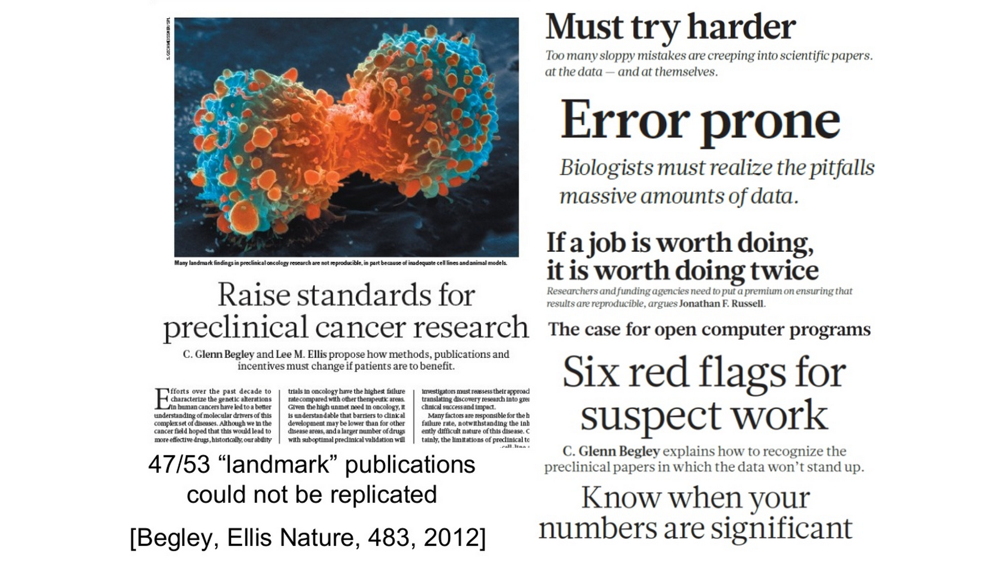 S. GSCHMEISSNER/SPL
Many landmark findings in preclinical oncology research are not reproducible, in part because of inadequate cell lines and animal models.
Raise standards for
preclinical cancer research
C. Glenn Begley and Lee M. Ellis propose how methods, publications and
incentives must change if patients are to benefit.
Efforts over the past decade to
characterize the genetic alterations
in human cancers have led to a better
understanding of molecular drivers of this
complex set of diseases. Although we in the
cancer field hoped that this would lead to
more effective drugs, historically, our ability
trials in oncology have the highest failure
rate compared with other therapeutic areas.
Given the high unmet need in oncology, it
is understandable that barriers to clinical
development may be lower than for other
disease areas, and a larger number of drugs
with suboptimal preclinical validation will
investigators must reassess their approac
translating discovery research into grea
clinical success and impact.
Many factors are responsible for the h
failure rate, notwithstanding the inh
ently difficult nature of this disease. C
tainly, the limitations of preclinical to
47/53 “landmark” publications
could not be replicated
[Begley, Ellis Nature, 483, 2012]
Must try harder
Too many sloppy mistakes are creeping into scientific papers.
at the data — and at themselves.
Error prone
Biologists must realize the pitfalls
massive amounts of data.
If a job is worth doing,
it is worth doing twice
Researchers and funding agencies need to put a premium on ensuring that
results are reproducible, argues Jonathan F. Russell.
The case for open computer programs
Six red flags for
suspect work
C. Glenn Begley explains how to recognize the
preclinical papers in which the data won’t stand up.
Know when your
numbers are significant